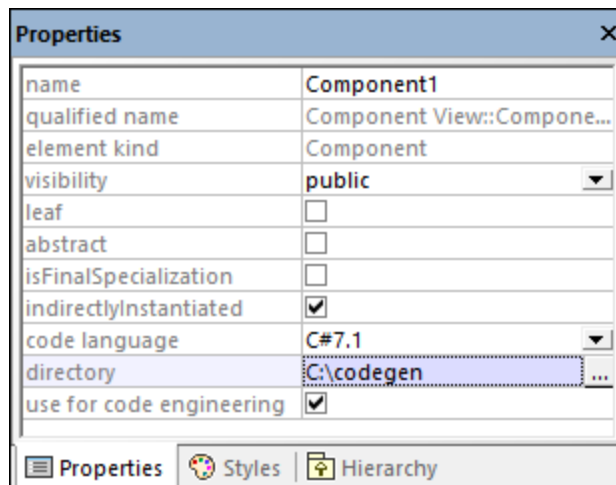 Properties
name Component1
qualified name Component View::Compone...
element kind Component
visibility public
leaf
abstract
isFinalSpecialization
indirectlyInstantiated
code language C#7.1
directory C:\codegen ...
use for code engineering
Properties Styles Hierarchy